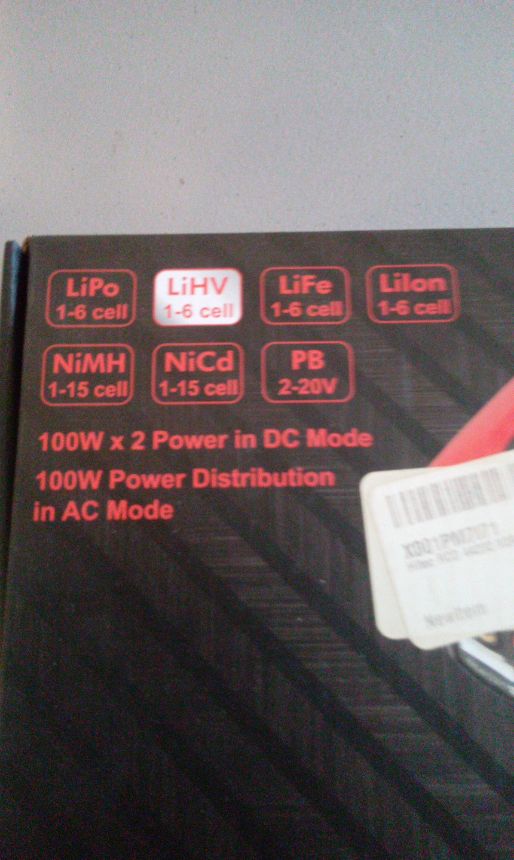 LiPo
1-6 cell
LiHV
1-6 cell
LiFe
1-6 cell
LiIon
1-6 cell
NiMH
1-15 cell
NiCd
1-15 cell
PB
2-20V
100W x 2 Power in DC Mode
100W Power Distribution
in AC Mode
NewItem